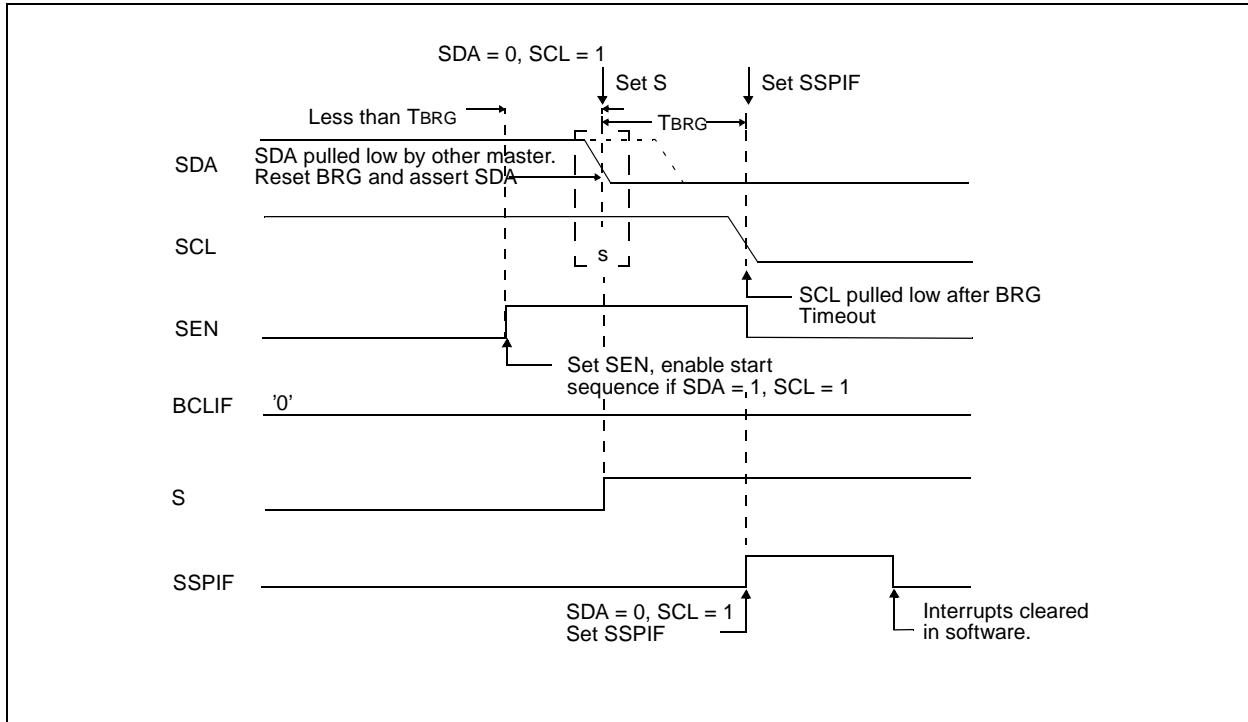 SDA = 0, SCL = 1
Set S
Set SSPIF
Less than TBRG
TBRG
SDA
SDA pulled low by other master.
Reset BRG and assert SDA
SCL
s
SCL pulled low after BRG
Timeout
SEN
Set SEN, enable start
sequence if SDA = 1, SCL = 1
BCLIF
'0'
S
SSPIF
SDA = 0, SCL = 1
Set SSPIF
Interrupts cleared
in software.